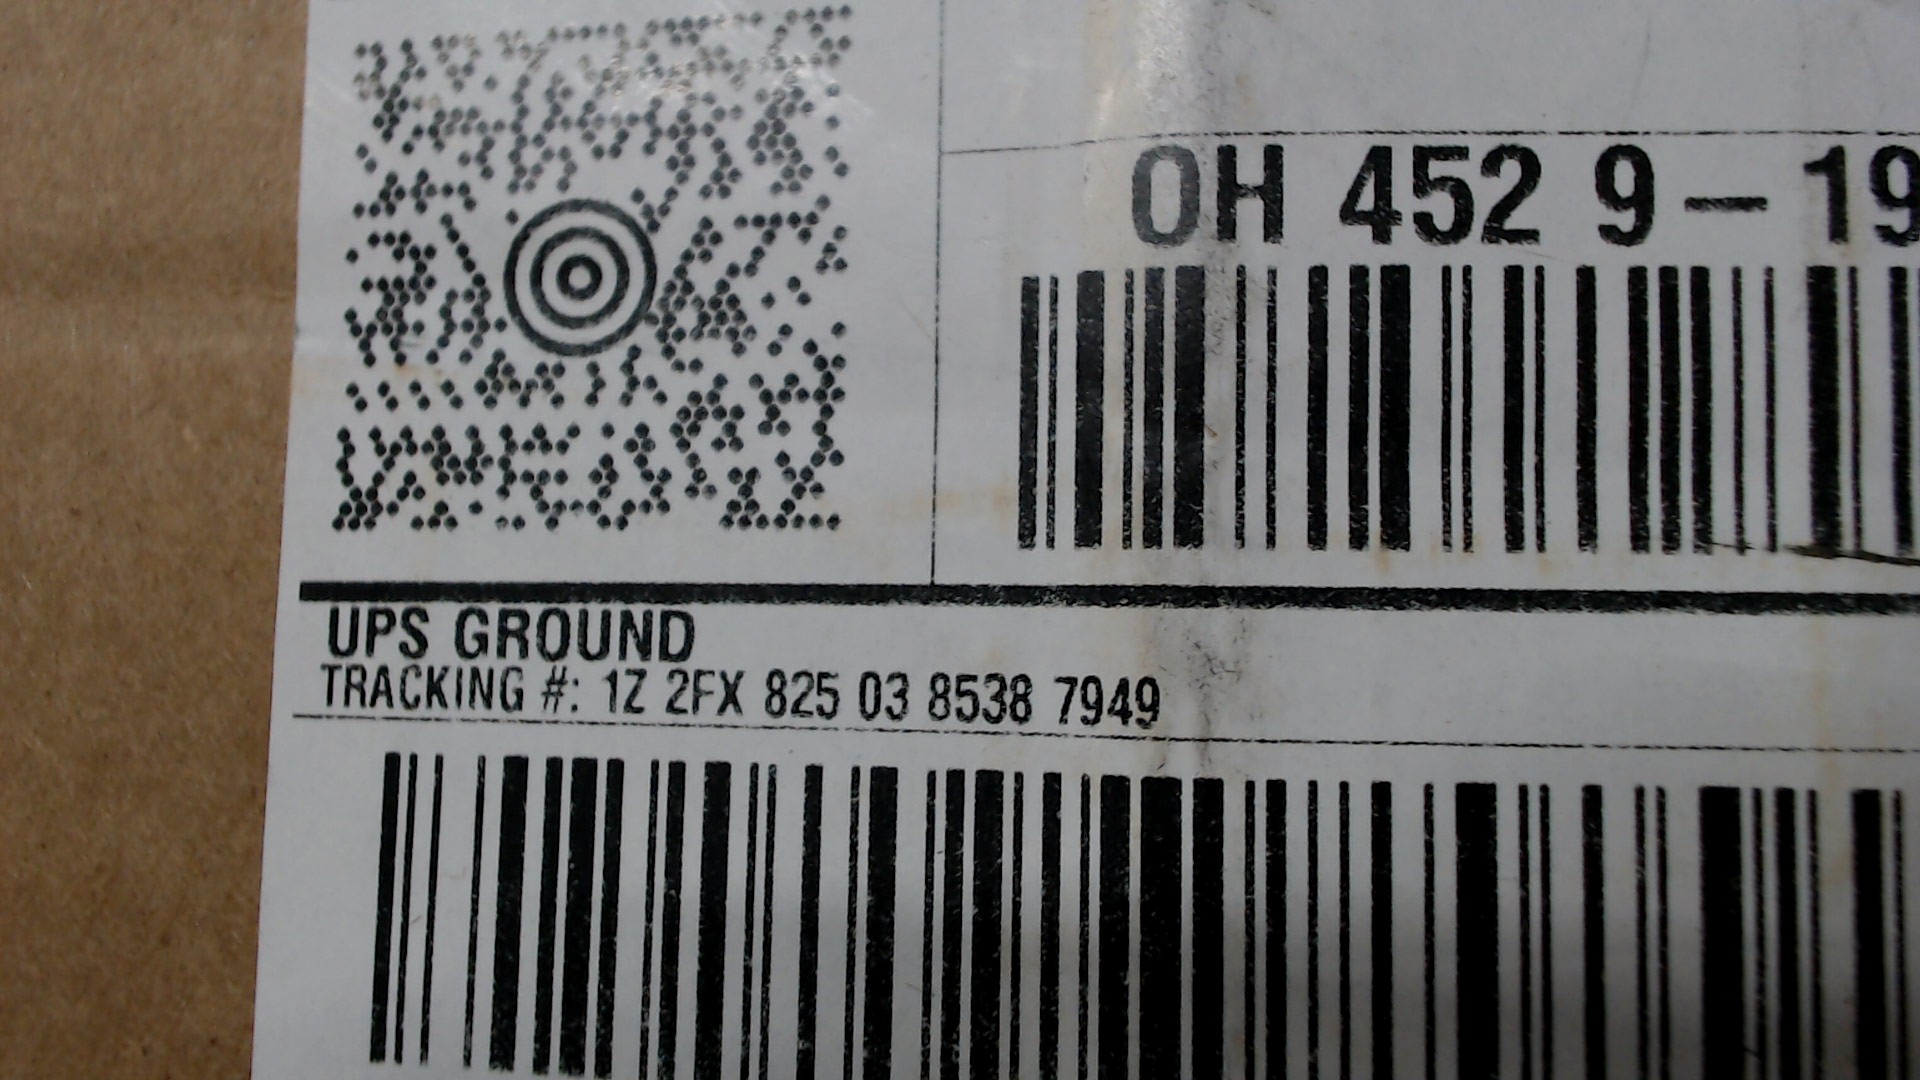 OH 452 9-19
UPS GROUND
TRACKING #: 1Z 2FX 825 03 8538 7949